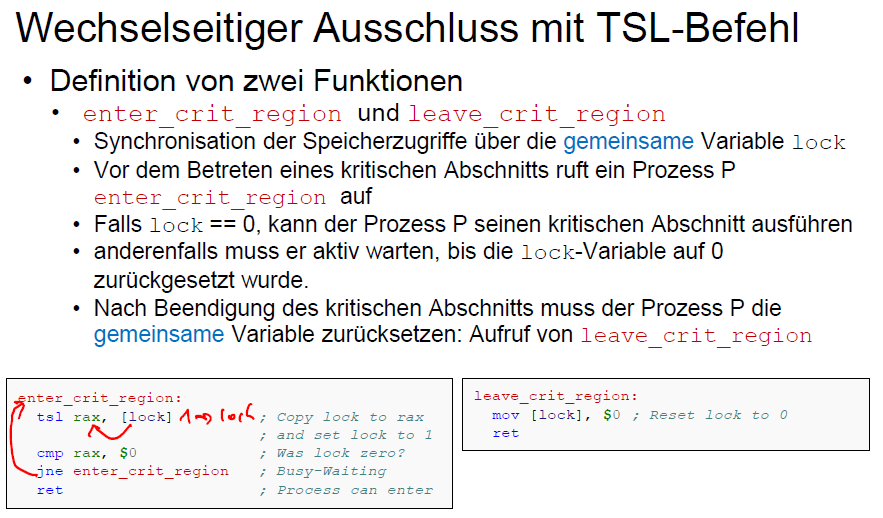 Wechselseitiger Ausschluss mit TSL-Befehl
• Definition von zwei Funktionen
• enter_crit_region und leave_crit_region
• Synchronisation der Speicherzugriffe über die gemeinsame Variable lock
• Vor dem Betreten eines kritischen Abschnitts ruft ein Prozess P
enter_crit_region auf
• Falls lock == 0, kann der Prozess P seinen kritischen Abschnitt ausführen
• anderenfalls muss er aktiv warten, bis die lock-Variable auf 0
zurückgesetzt wurde.
• Nach Beendigung des kritischen Abschnitts muss der Prozess P die
gemeinsame Variable zurücksetzen: Aufruf von leave_crit_region
enter_crit_region:
tsl rax, [lock] 1→ lock ; Copy lock to rax
; and set lock to 1
cmp rax, $0 ; Was look zero?
jne enter_crit_region ; Busy-Waiting
ret ; Process can enter
leave_crit_region:
mov [lock], $0 ; Reset lock to 0
ret